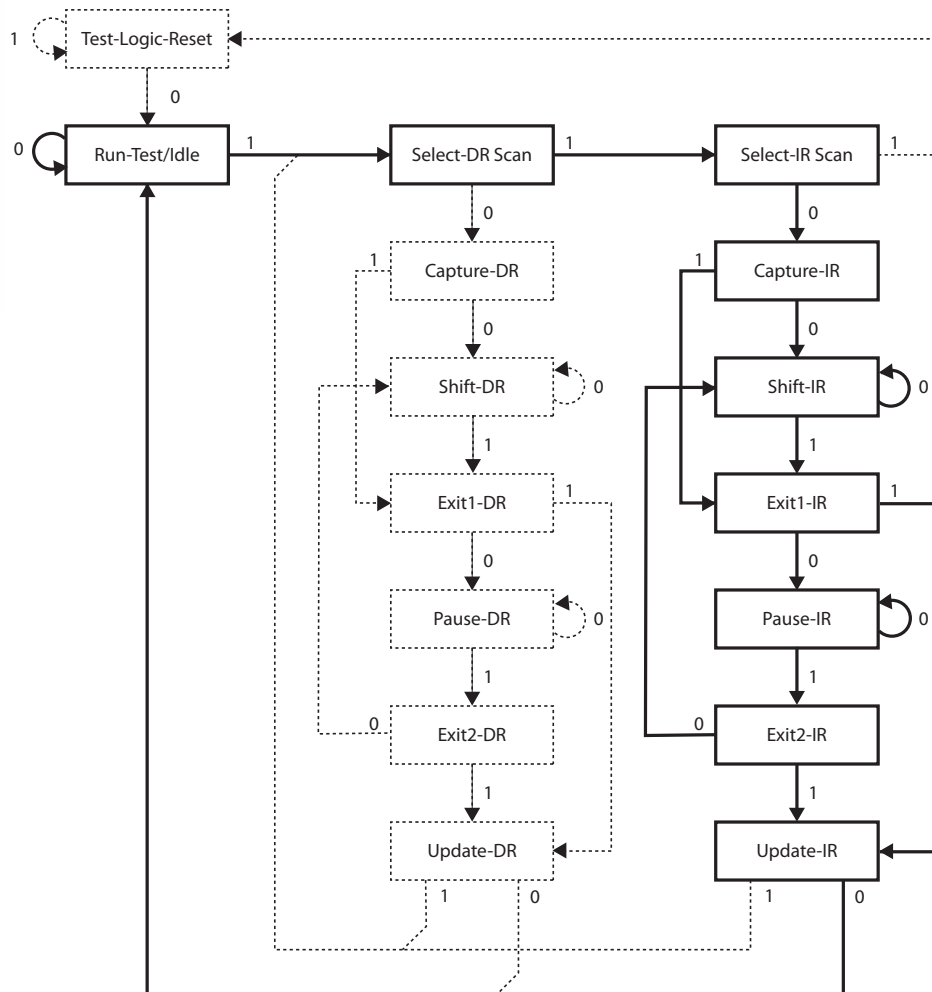 1
Test-Logic-Reset
0
0
Run-Test/Idle
1
Select-DR Scan
1
Select-IR Scan
1
0
0
1
Capture-DR
1
Capture-IR
0
0
Shift-DR
0
Shift-IR
0
1
1
Exit1-DR
1
Exit1-IR
1
0
0
Pause-DR
0
Pause-IR
0
1
1
0
Exit2-DR
0
Exit2-IR
1
1
Update-DR
Update-IR
1
0
1
0